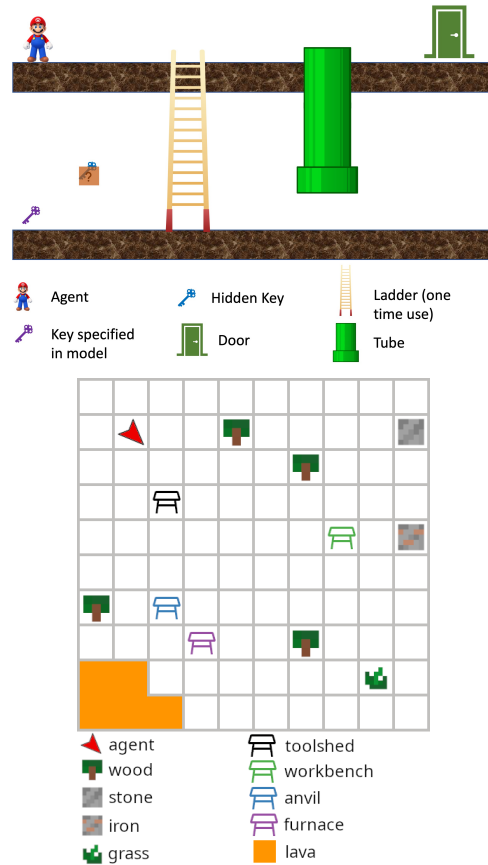 ?
Agent
Hidden Key
Ladder (one
time use)
Key specified
in model
Door
Tube
agent
toolshed
wood
workbench
stone
anvil
iron
furnace
grass
lava